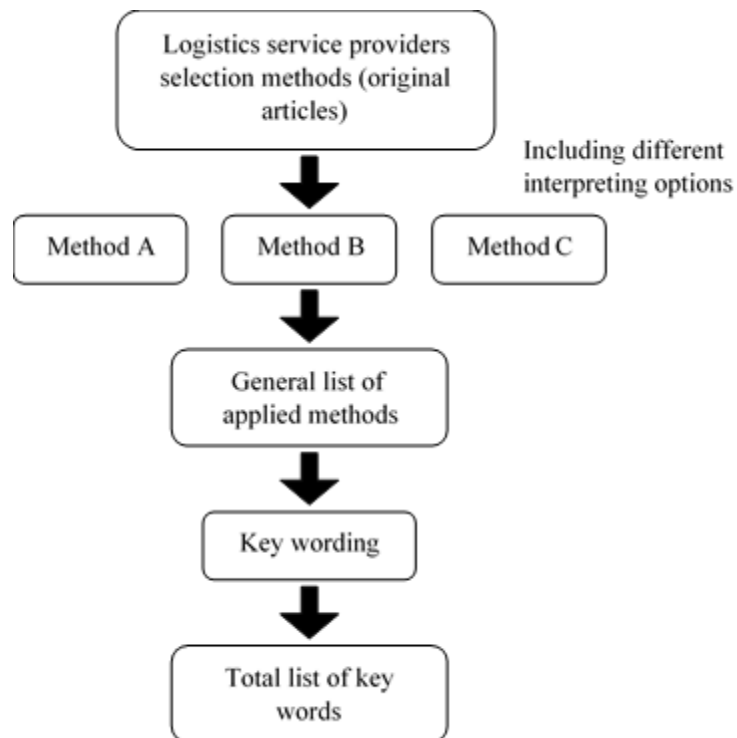 Logistics service providers
selection methods (original
articles)
Including different
interpreting options
Method A
Method B
Method C
General list of
applied methods
Key wording
Total list of key
words